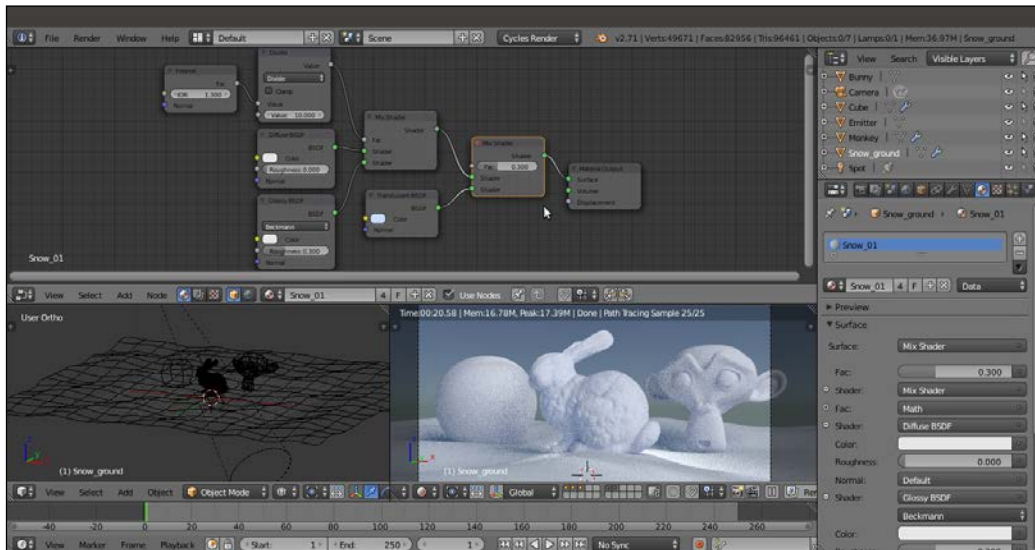 File Render Window Help Default Scene Cycles Render v2.71 | Verts:49671 | Faces:82956 | Tris:96461 | Objects:0/7 | Lamps:0/1 | Mem:36.97M | Snow_ground
Divide
Value
Divide
Clamp
Value
Value: 10.000
Fresnel
Fac
IOR: 1.300
Normal
Diffuse BSDF
BSDF
Color
Roughness:0.000
Normal
Glossy BSDF
BSDF
Beckmann
Color
Roughness:0.300
Normal
Mix Shader
Shader
Fac
Shader
Shader
Translucent BSDF
BSDF
Color
Normal
Mix Shader
Shader
Fac: 0.300
Shader
Shader
Material Output
Surface
Volume
Displacement
Snow_01
View Select Add Node Snow_01 4 F Use Nodes
User Ortho
(1) Snow_ground
Time:00:20.58 | Mem:16.78M, Peak:17.39M | Done | Path Tracing Sample 25/25
(1) Snow_ground
View Select Add Object Object Mode Global
-40 -20 0 20 40 60 80 100 120 140 160 180 200 220 240 260
View Marker Frame Playback Start: 1 End: 250 1 No Sync
View Search Visible Layers
Bunny
Camera
Cube
Emitter
Monkey
Snow_ground
Spot
Snow_ground Snow_01
Snow_01
Snow_01 4 F Data
Preview
Surface
Surface: Mix Shader
Fac: 0.300
Shader: Mix Shader
Fac: Math
Shader: Diffuse BSDF
Color:
Roughness: 0.000
Normal: Default
Shader: Glossy BSDF
Beckmann
Color: